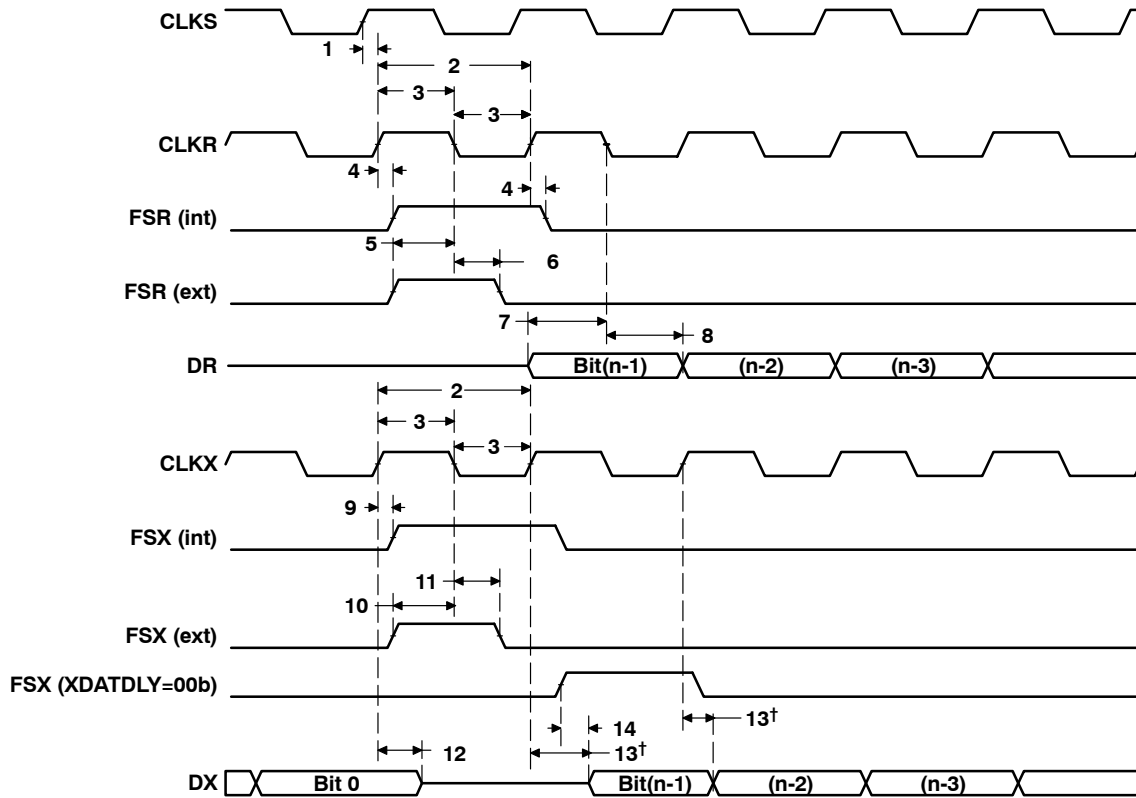 CLKS
1
2
3
3
CLKR
4
4
FSR (int)
5
6
FSR (ext)
7
8
DR
Bit(n-1)
(n-2)
(n-3)
2
3
3
CLKX
9
FSX (int)
11
10
FSX (ext)
FSX (XDATDLY=00b)
13†
14
12
13†
DX
Bit 0
Bit(n-1)
(n-2)
(n-3)